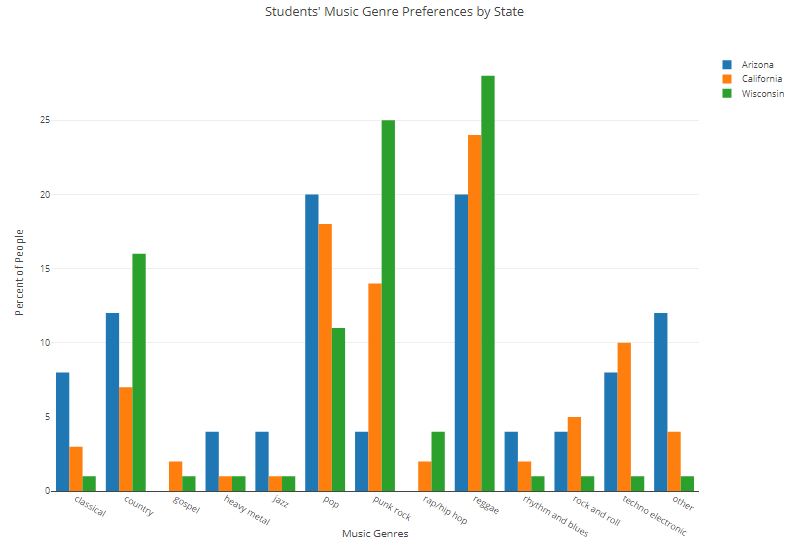 Students' Music Genre Preferences by State
Arizona
California
Wisconsin
25
20
15
10
5
0
Percent of People
classical
country
gospel
heavy metal
jazz
pop
punk rock
rap/hip hop
reggae
rhythm and blues
rock and roll
techno electronic
other
Music Genres